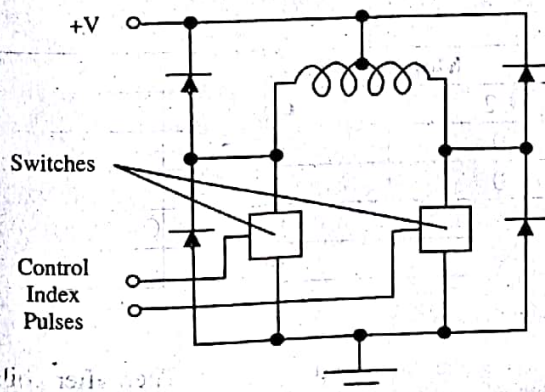 +V
Switches
Control
Index
Pulses